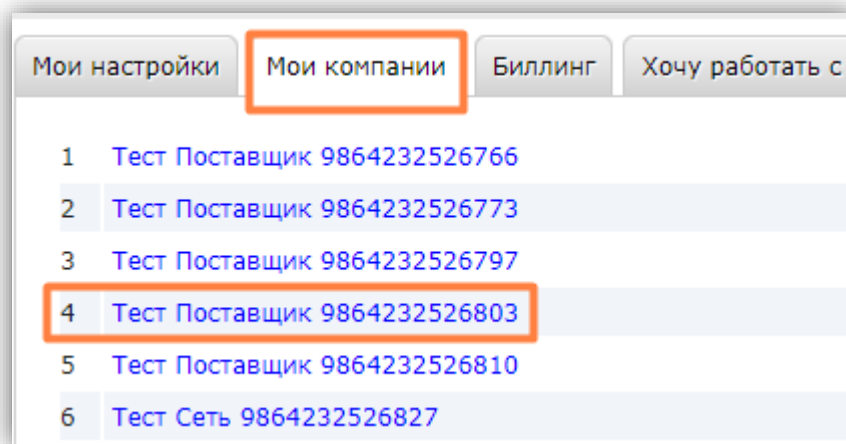 Мои настройки Мои компании Биллинг Хочу работать с
1 Тест Поставщик 9864232526766
2 Тест Поставщик 9864232526773
3 Тест Поставщик 9864232526797
4 Тест Поставщик 9864232526803
5 Тест Поставщик 9864232526810
6 Тест Сеть 9864232526827